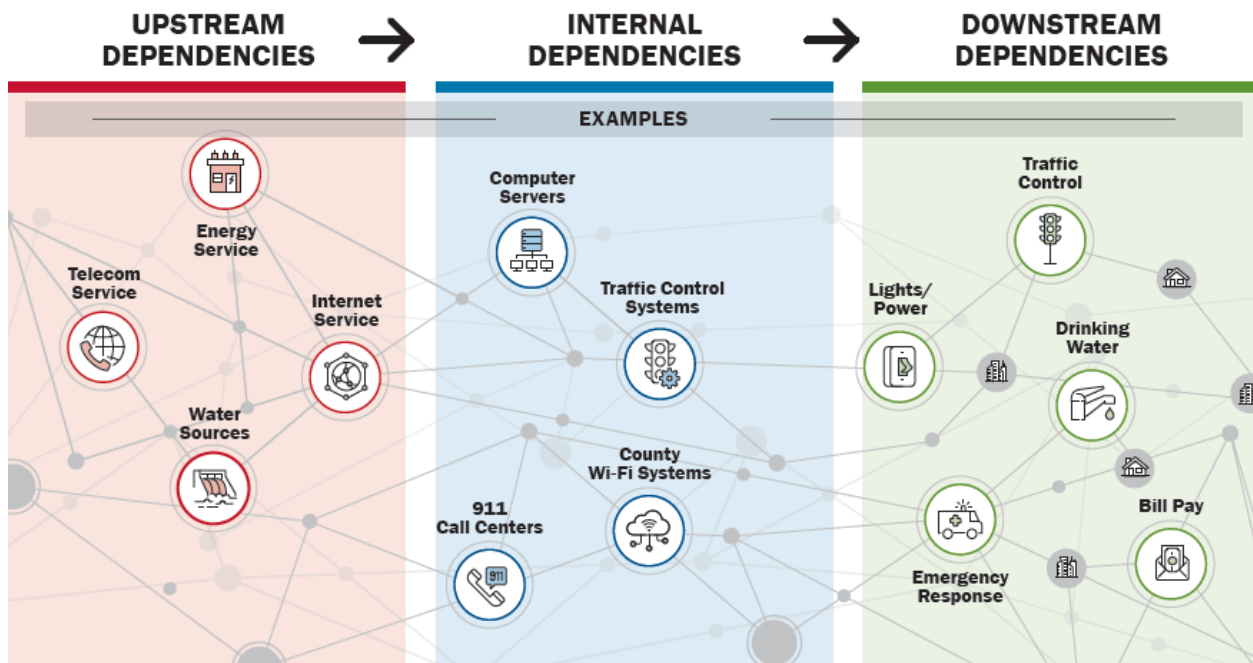 UPSTREAM
DEPENDENCIES
INTERNAL
DEPENDENCIES
DOWNSTREAM
DEPENDENCIES
EXAMPLES
Energy
Service
Telecom
Service
Internet
Service
Water
Sources
Computer
Servers
Traffic Control
Systems
County
Wi-Fi Systems
911
Call Centers
911
Traffic
Control
Lights/
Power
Drinking
Water
Emergency
Response
Bill Pay